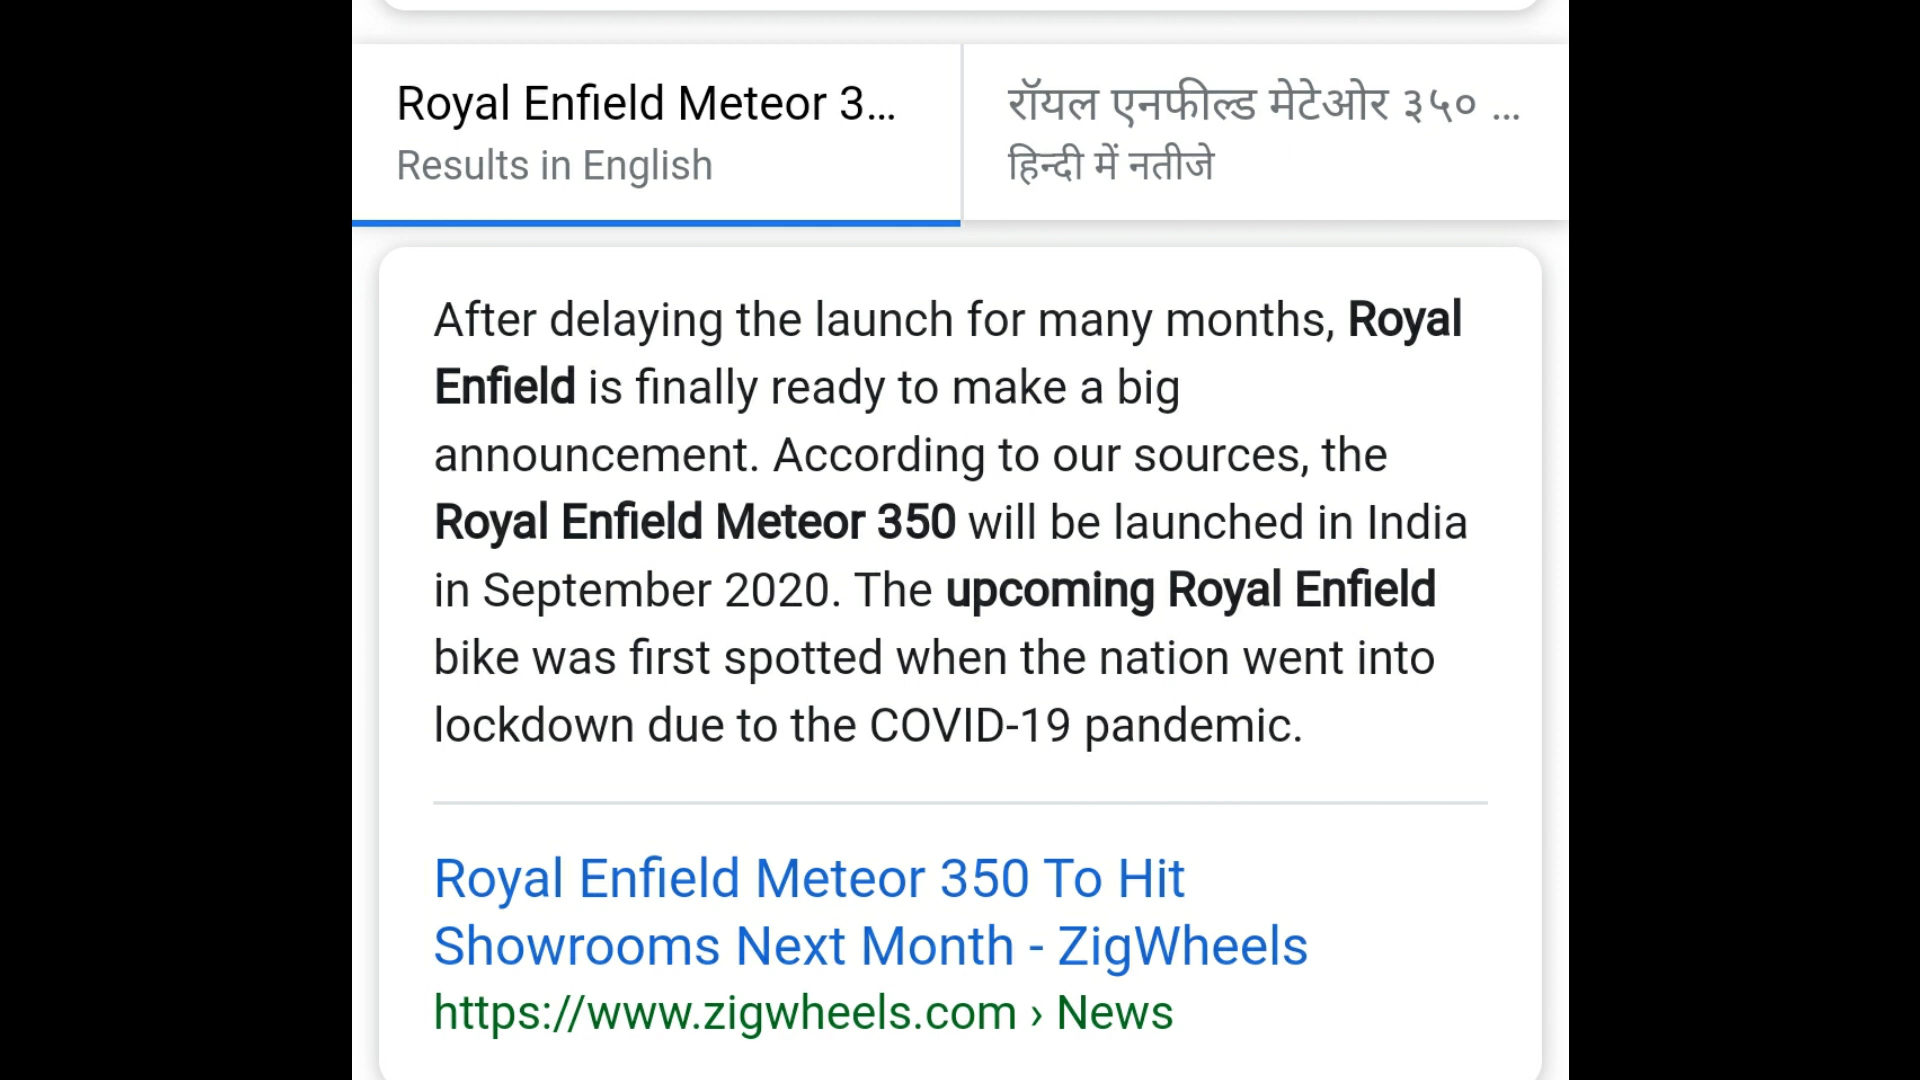 Royal Enfield Meteor 3...
Results in English
रॉयल एनफील्ड मेटेओर ३५० ...
हिन्दी में नतीजे
After delaying the launch for many months, Royal
Enfield is finally ready to make a big
announcement. According to our sources, the
Royal Enfield Meteor 350 will be launched in India
in September 2020. The upcoming Royal Enfield
bike was first spotted when the nation went into
lockdown due to the COVID-19 pandemic.
Royal Enfield Meteor 350 To Hit
Showrooms Next Month - ZigWheels
https://www.zigwheels.com › News